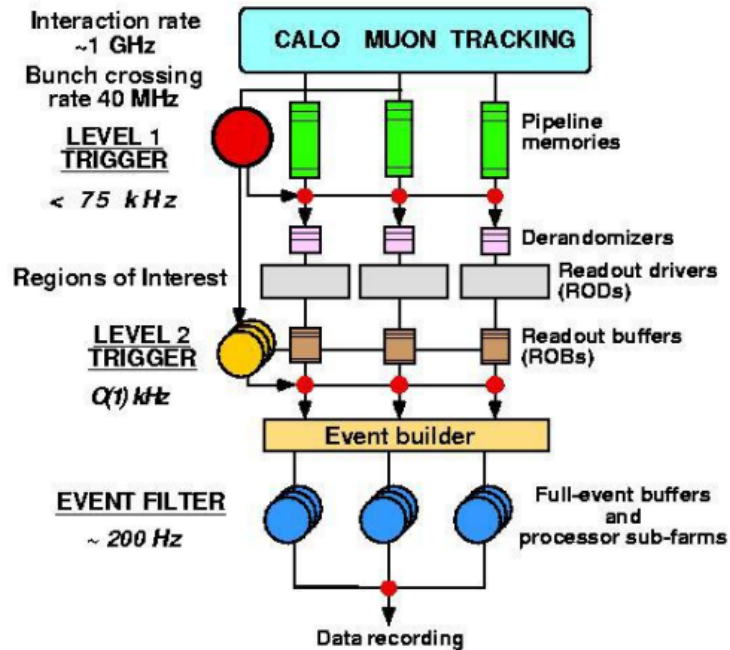 Interaction rate
~1 GHz
CALO MUON TRACKING
Bunch crossing
rate 40 MHz
LEVEL 1
TRIGGER
< 75 kHz
Pipeline
memories
Derandomizers
Regions of Interest
Readout drivers
(RODs)
LEVEL 2
TRIGGER
O(1) kHz
Readout buffers
(ROBs)
Event builder
EVENT FILTER
~ 200 Hz
Full-event buffers
and
processor sub-farms
Data recording